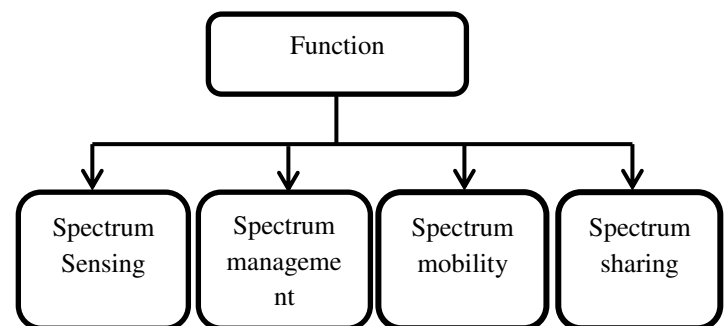 Function
Spectrum
Sensing
Spectrum
manageme
nt
Spectrum
mobility
Spectrum
sharing